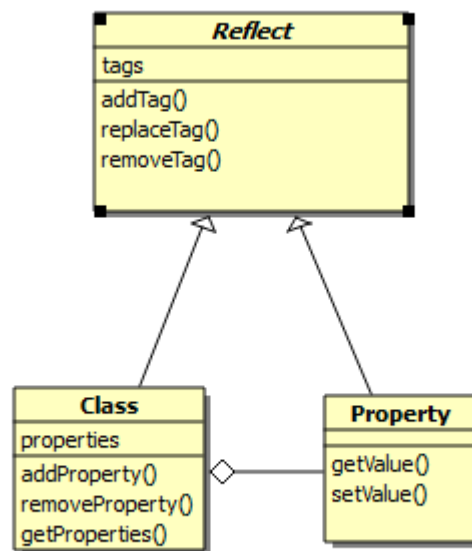 Reflect
tags
addTag()
replaceTag()
removeTag()
Class
properties
addProperty()
removeProperty()
getProperties()
Property
getValue()
setValue()